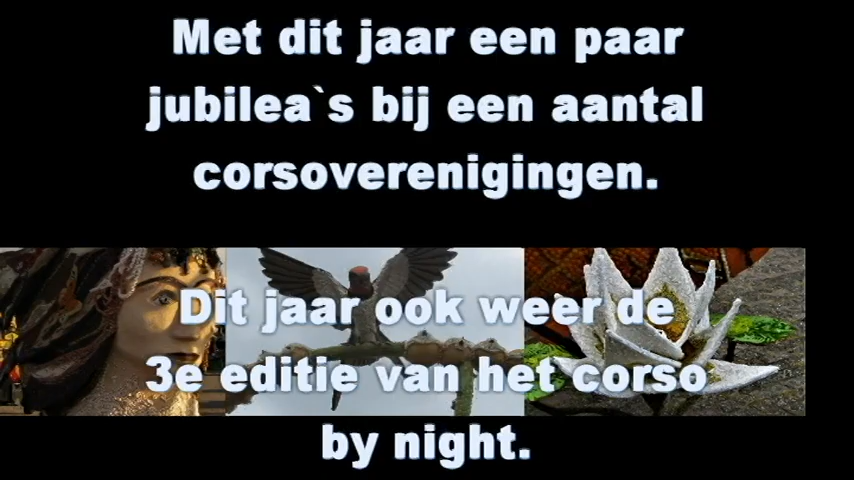 Met dit jaar een paar
jubilea`s bij een aantal
corsoverenigingen.
Dit jaar ook weer de
3e editie van het corso
by night.